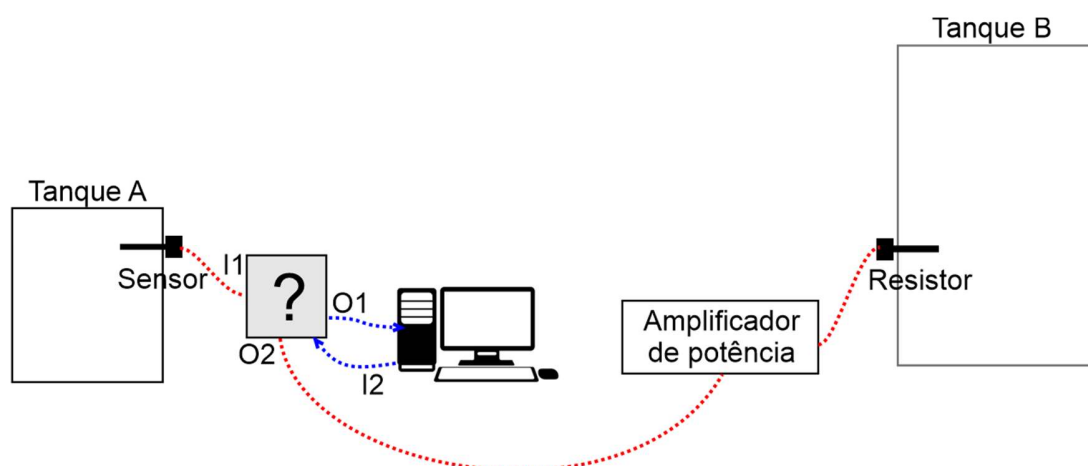 Tanque B
Tanque A
Sensor
I1
?
O1
O2
I2
Amplificador
de potência
Resistor